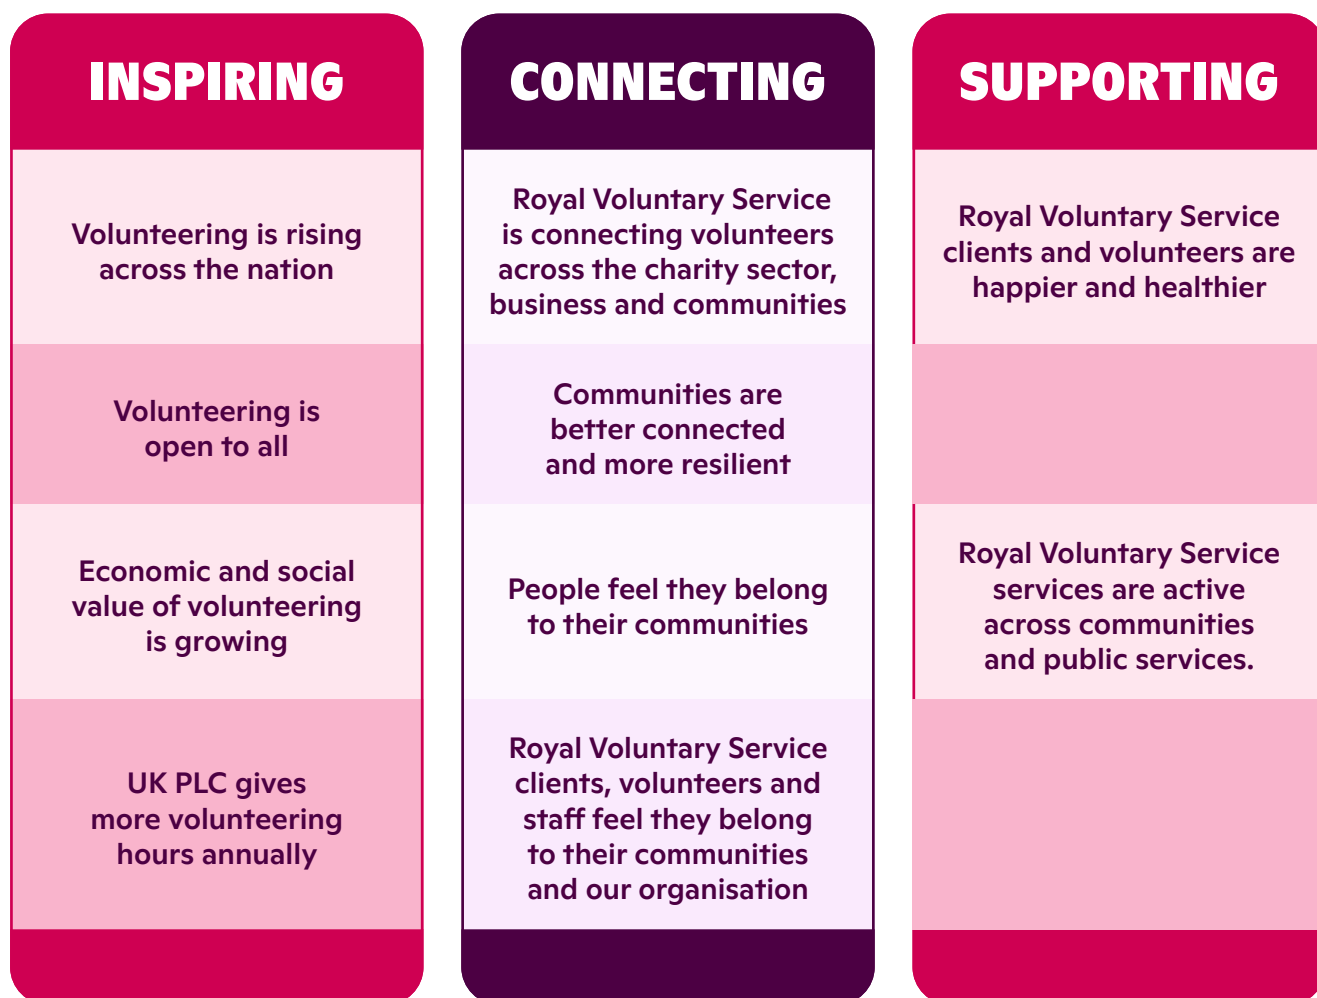 INSPIRING
Volunteering is rising
across the nation
Volunteering is
open to all
Economic and social
value of volunteering
is growing
UK PLC gives
more volunteering
hours annually
CONNECTING
Royal Voluntary Service
is connecting volunteers
across the charity sector,
business and communities
Communities are
better connected
and more resilient
People feel they belong
to their communities
Royal Voluntary Service
clients, volunteers and
staff feel they belong
to their communities
and our organisation
SUPPORTING
Royal Voluntary Service
clients and volunteers are
happier and healthier
Royal Voluntary Service
services are active
across communities
and public services.